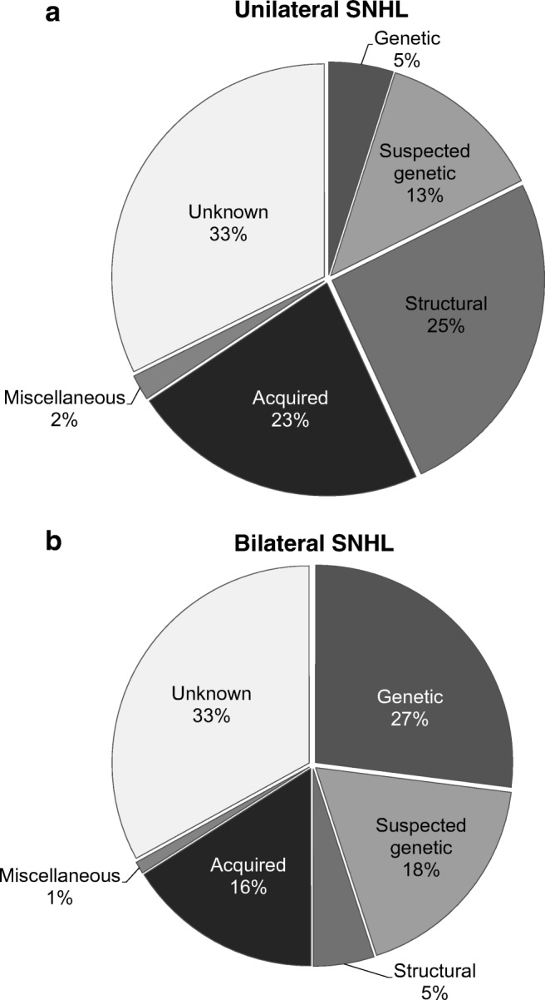 a
Unilateral SNHL
Genetic
5%
Suspected
genetic
13%
Structural
25%
Acquired
23%
Miscellaneous
2%
Unknown
33%
b
Bilateral SNHL
Genetic
27%
Suspected
genetic
18%
Structural
5%
Acquired
16%
Miscellaneous
1%
Unknown
33%